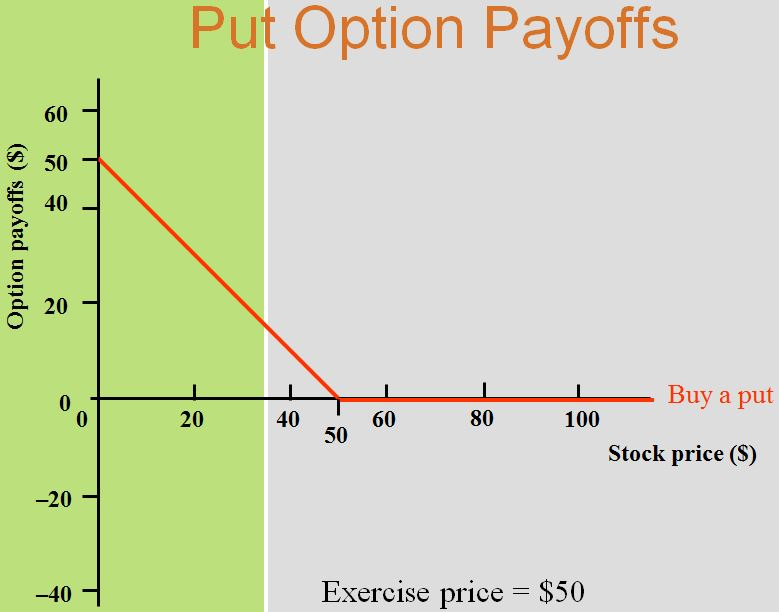 Put Option Payoffs
Option payoffs ($)
60
50
40
20
0
–20
–40
0
20
40
50
60
80
100
Buy a put
Stock price ($)
Exercise price = $50